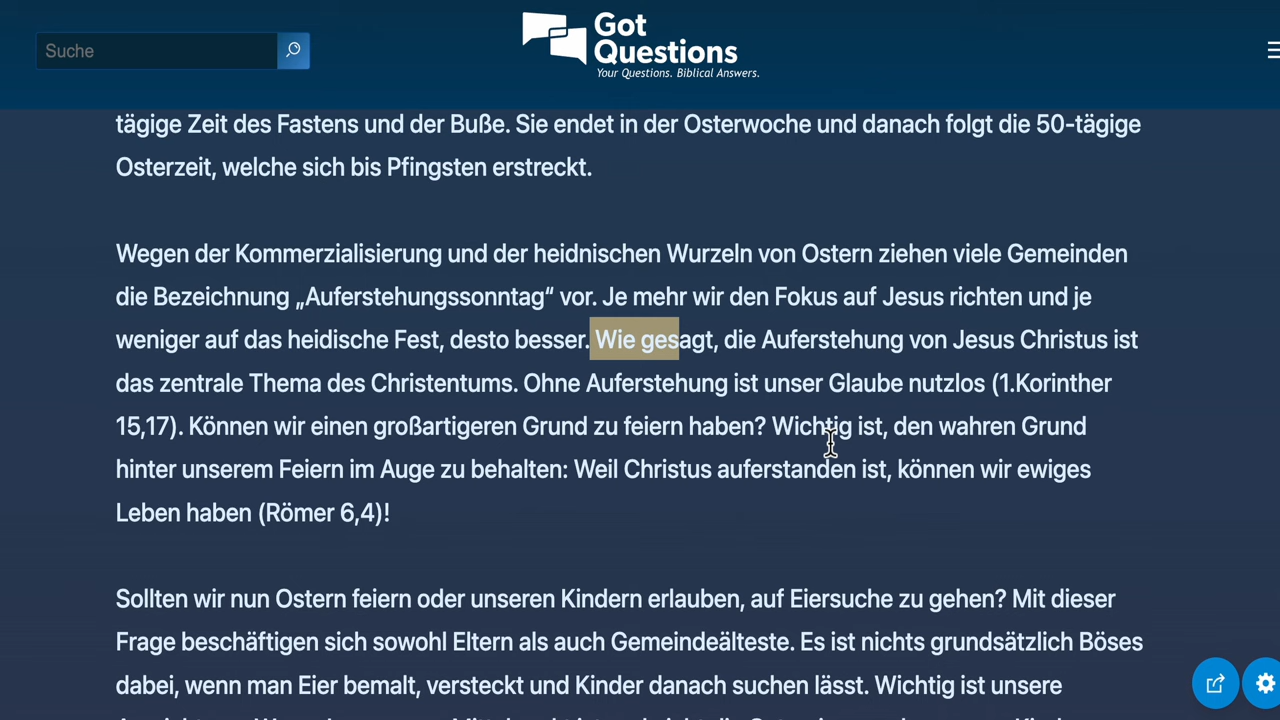 Suche
Got
Questions
Your Questions. Biblical Answers.
tägige Zeit des Fastens und der Buße. Sie endet in der Osterwoche und danach folgt die 50-tägige
Osterzeit, welche sich bis Pfingsten erstreckt.
Wegen der Kommerzialisierung und der heidnischen Wurzeln von Ostern ziehen viele Gemeinden
die Bezeichnung „Auferstehungssonntag“ vor. Je mehr wir den Fokus auf Jesus richten und je
weniger auf das heidische Fest, desto besser. Wie gesagt, die Auferstehung von Jesus Christus ist
das zentrale Thema des Christentums. Ohne Auferstehung ist unser Glaube nutzlos (1.Korinther
15,17). Können wir einen großartigeren Grund zu feiern haben? Wichtig ist, den wahren Grund
hinter unserem Feiern im Auge zu behalten: Weil Christus auferstanden ist, können wir ewiges
Leben haben (Römer 6,4)!
Sollten wir nun Ostern feiern oder unseren Kindern erlauben, auf Eiersuche zu gehen? Mit dieser
Frage beschäftigen sich sowohl Eltern als auch Gemeindeälteste. Es ist nichts grundsätzlich Böses
dabei, wenn man Eier bemalt, versteckt und Kinder danach suchen lässt. Wichtig ist unsere